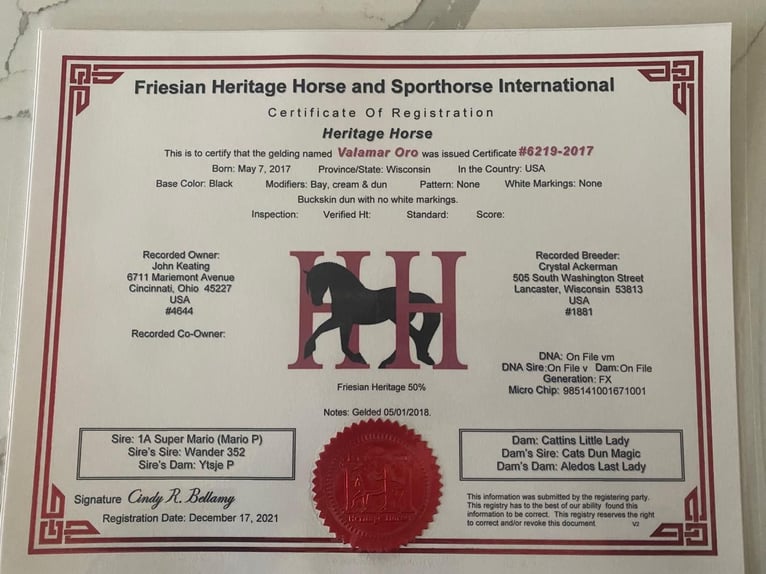 Friesian Heritage Horse and Sporthorse International
Certificate Of Registration
Heritage Horse
This is to certify that the gelding named Valamar Oro was issued Certificate #6219-2017
Born: May 7, 2017 Province/State: Wisconsin In the Country: USA
Base Color: Black Modifiers: Bay, cream & dun Pattern: None White Markings: None
Buckskin dun with no white markings.
Inspection: Verified Ht: Standard: Score:
Recorded Owner:
John Keating
6711 Mariemont Avenue
Cincinnati, Ohio 45227
USA
#4644
Recorded Co-Owner:
HH
Friesian Heritage 50%
Recorded Breeder:
Crystal Ackerman
505 South Washington Street
Lancaster, Wisconsin 53813
USA
#1881
DNA: On File vm
DNA Sire:On File v Dam:On File
Generation: FX
Micro Chip: 985141001671001
Notes: Gelded 05/01/2018.
Sire: 1A Super Mario (Mario P)
Sire's Sire: Wander 352
Sire's Dam: Ytsje P
Dam: Cattins Little Lady
Dam's Sire: Cats Dun Magic
Dam's Dam: Aledos Last Lady
Signature Cindy R. Bellamy
Registration Date: December 17, 2021
Heritage Horse
This information was submitted by the registering party.
This registry has to the best of our ability found this
information to be correct. This registry reserves the right
to correct and/or revoke this document. V2